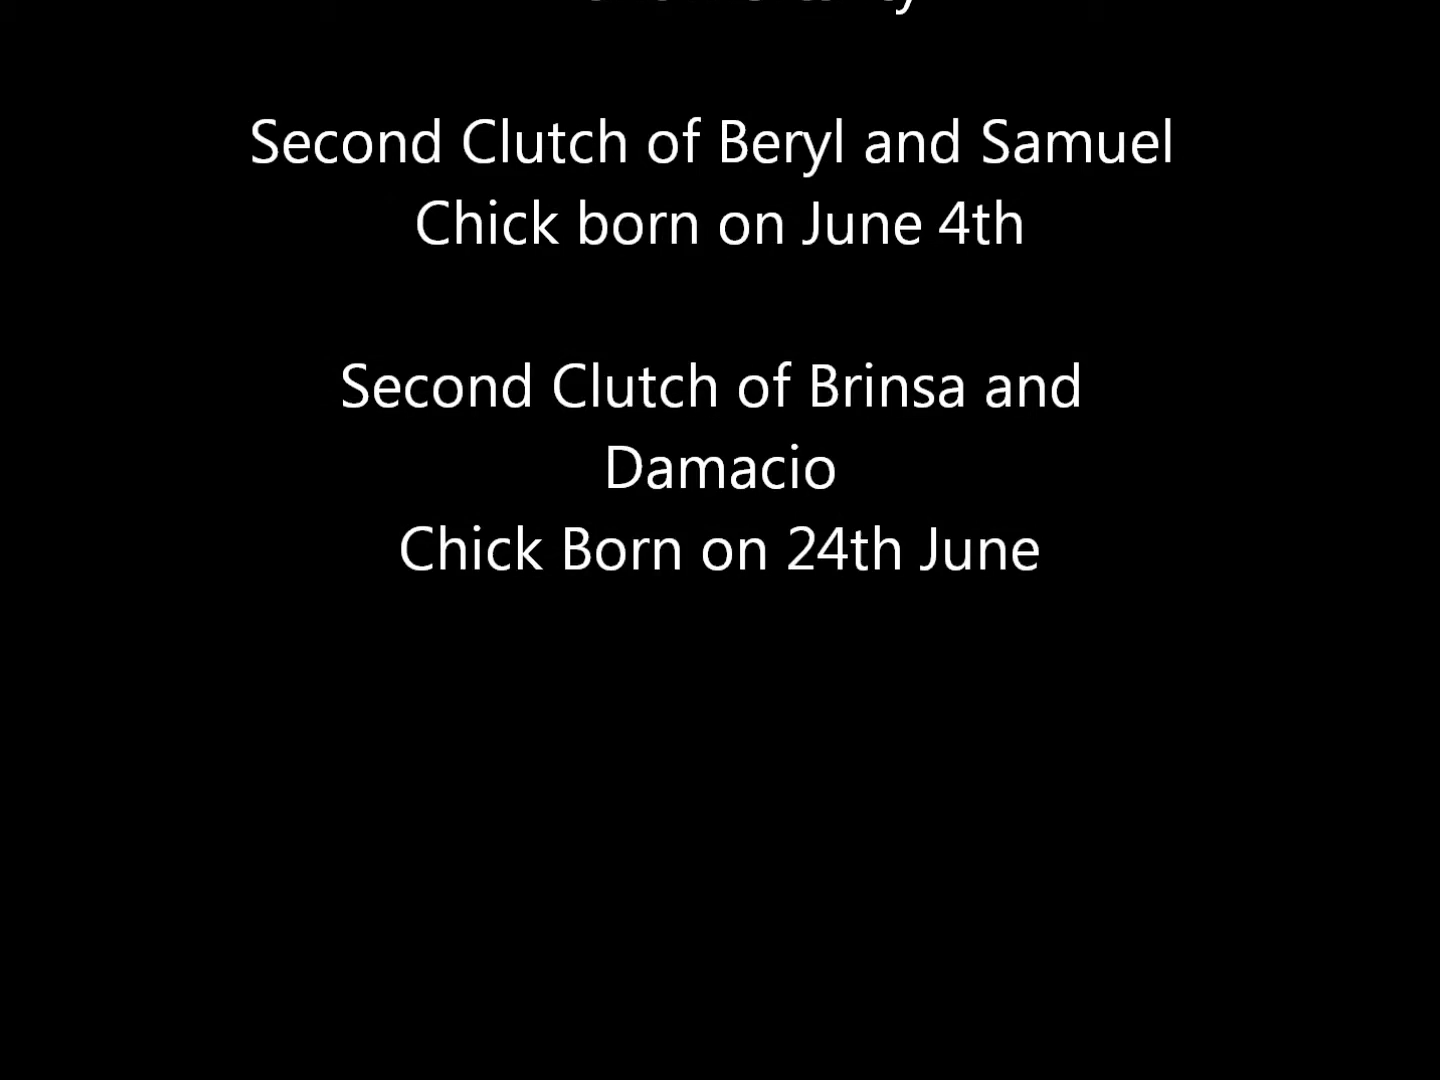 Second Clutch of Beryl and Samuel
Chick born on June 4th
Second Clutch of Brinsa and
Damacio
Chick Born on 24th June